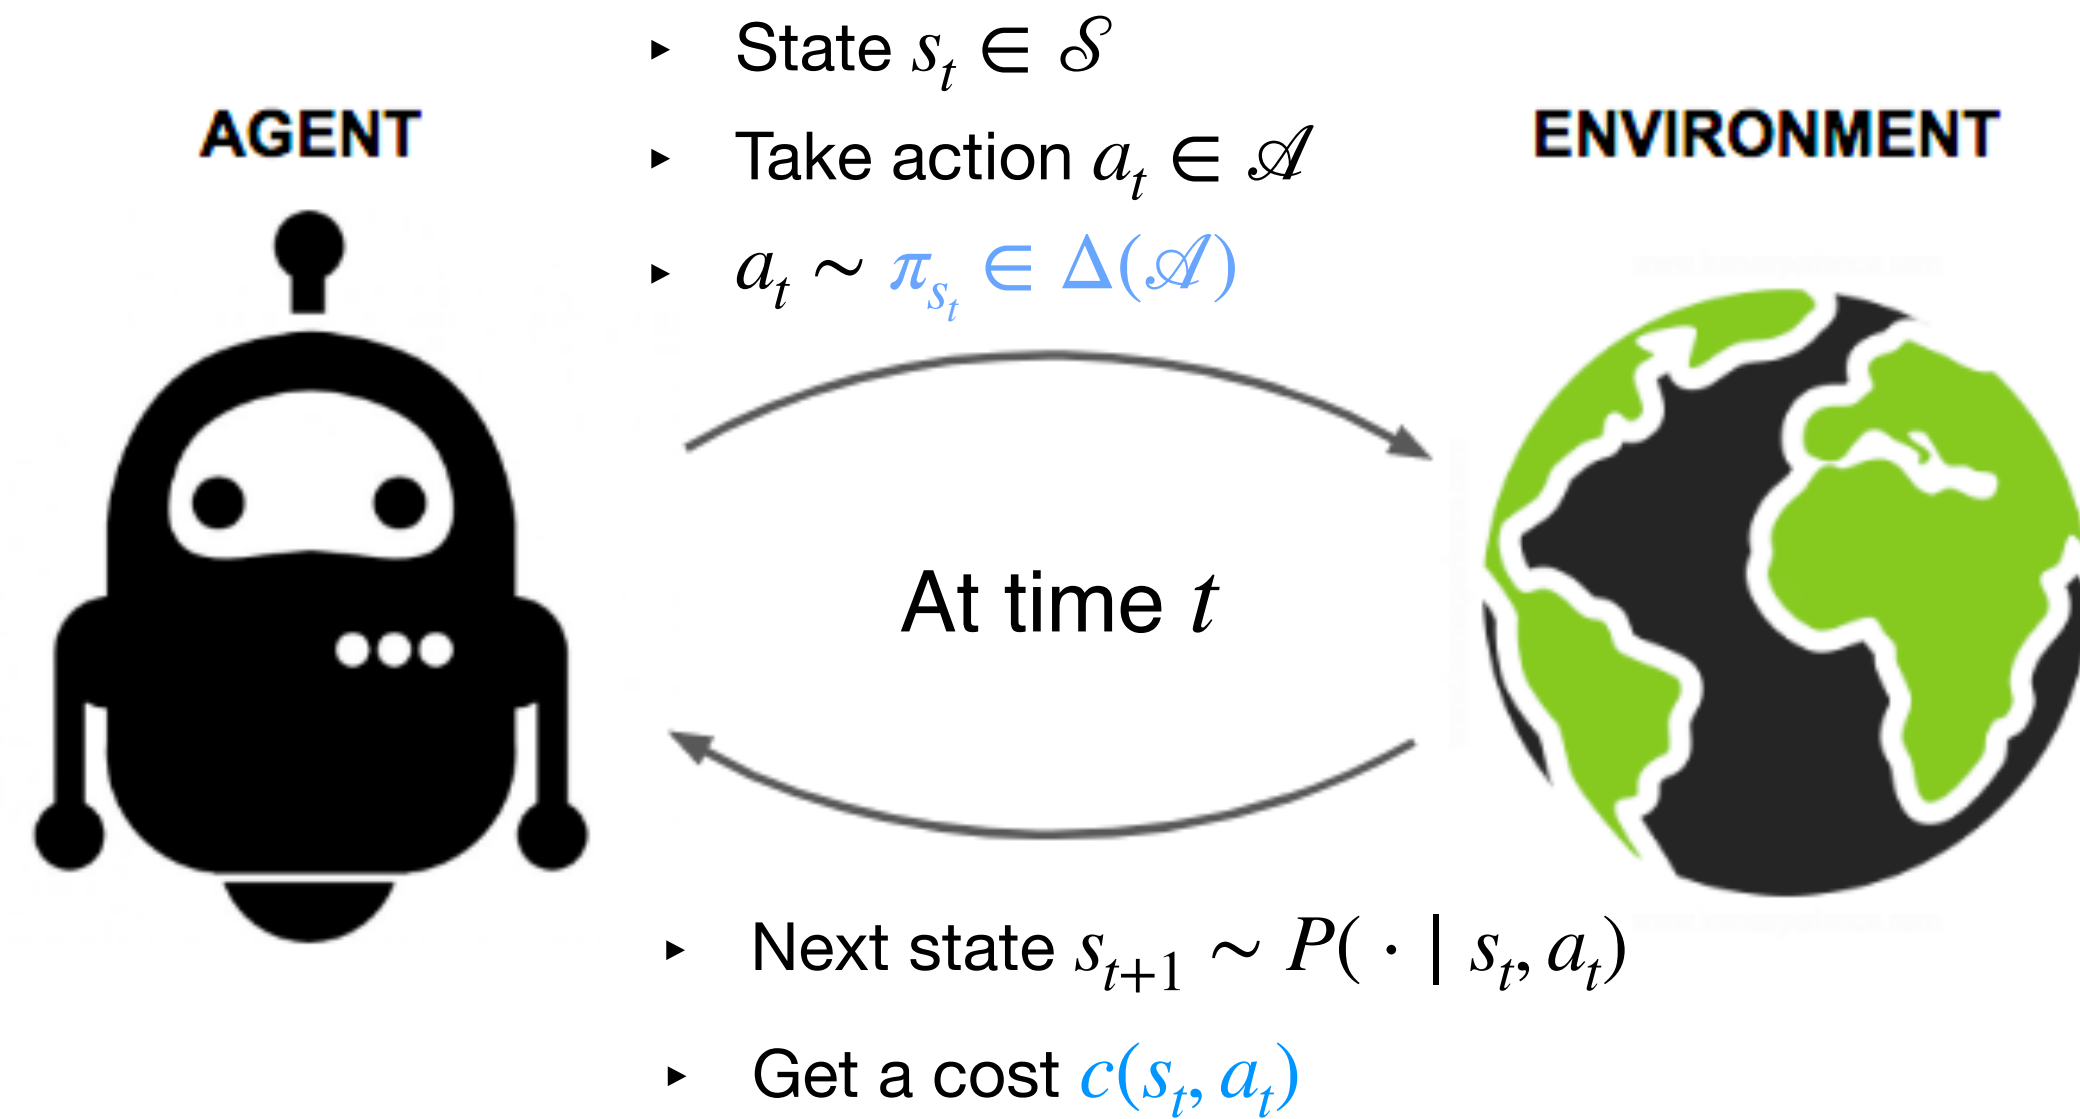 State s_t ∈ 𝒮
AGENT
ENVIRONMENT
Take action a_t ∈ 𝒜
a_t ∼ π_{s_t} ∈ Δ(𝒜)
At time t
Next state s_{t+1} ∼ P( · | s_t, a_t)
Get a cost c(s_t, a_t)